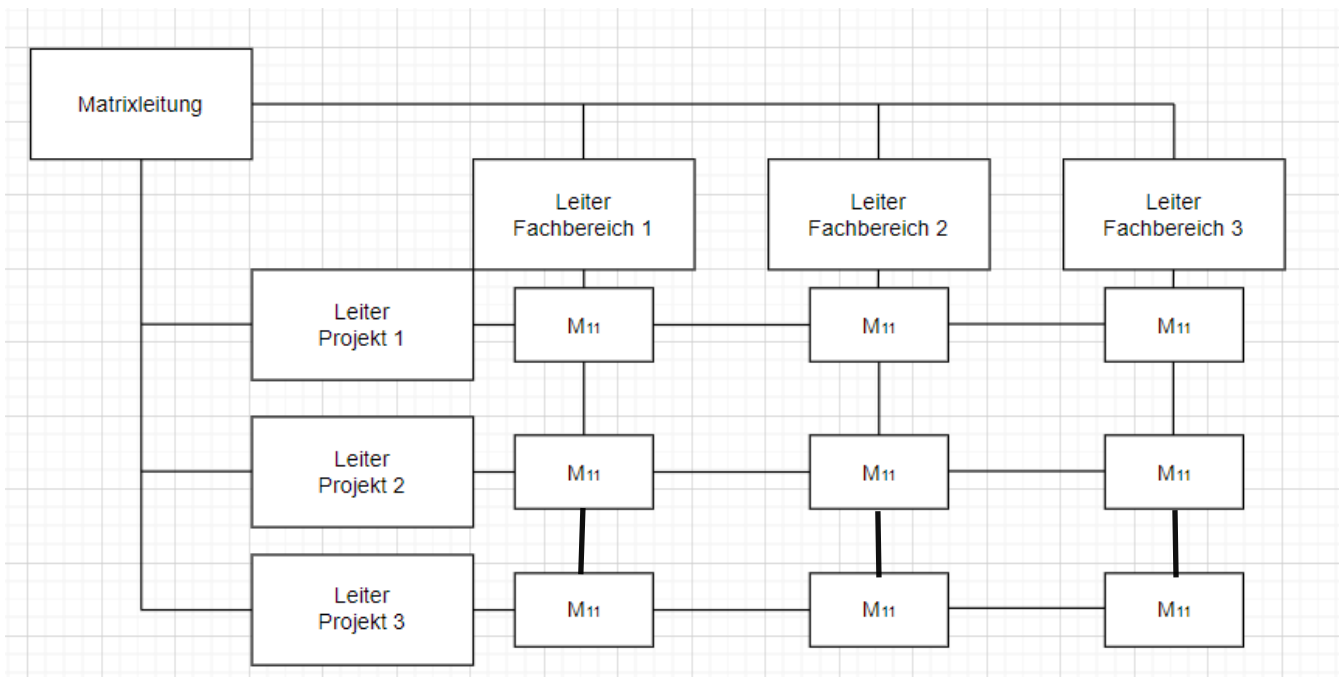 Matrixleitung
Leiter
Fachbereich 1
Leiter
Fachbereich 2
Leiter
Fachbereich 3
Leiter
Projekt 1
M₁₁
M₁₁
M₁₁
Leiter
Projekt 2
M₁₁
M₁₁
M₁₁
Leiter
Projekt 3
M₁₁
M₁₁
M₁₁